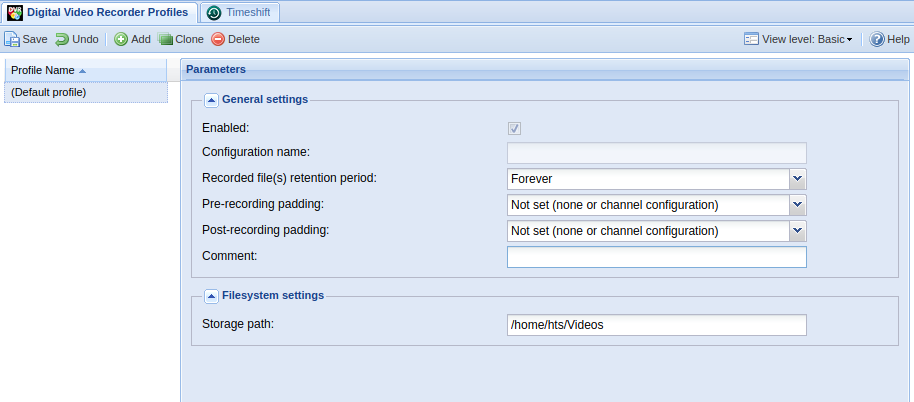 DVR Digital Video Recorder Profiles Timeshift
Save Undo Add Clone Delete View level: Basic Help
Profile Name
(Default profile)
Parameters
General settings
Enabled:
Configuration name:
Recorded file(s) retention period: Forever
Pre-recording padding: Not set (none or channel configuration)
Post-recording padding: Not set (none or channel configuration)
Comment:
Filesystem settings
Storage path: /home/hts/Videos